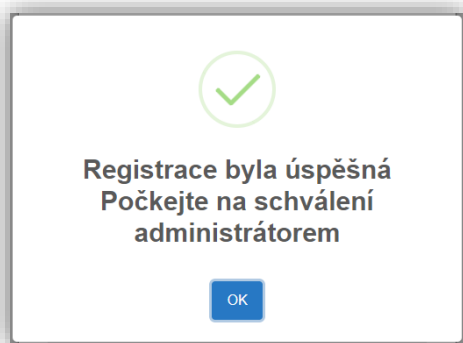 Registrace byla úspěšná
Počkejte na schválení
administrátorem
OK